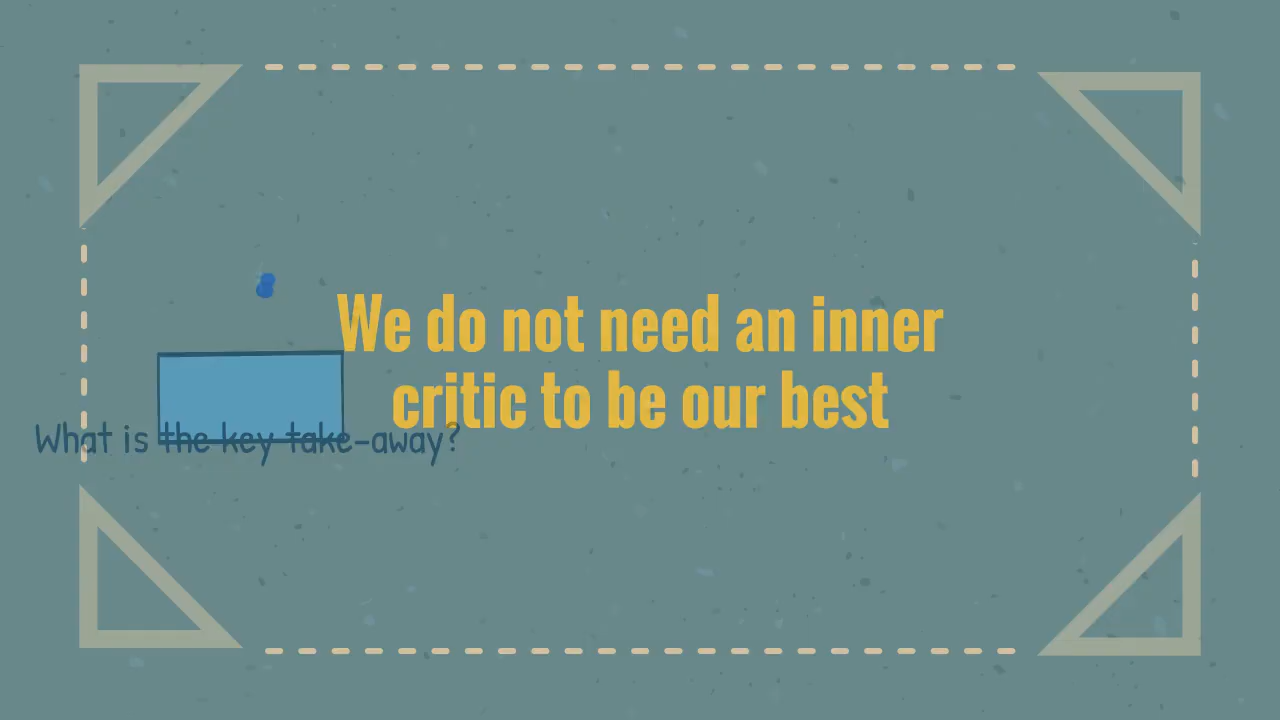 We do not need an inner
critic to be our best
What is the key take-away?